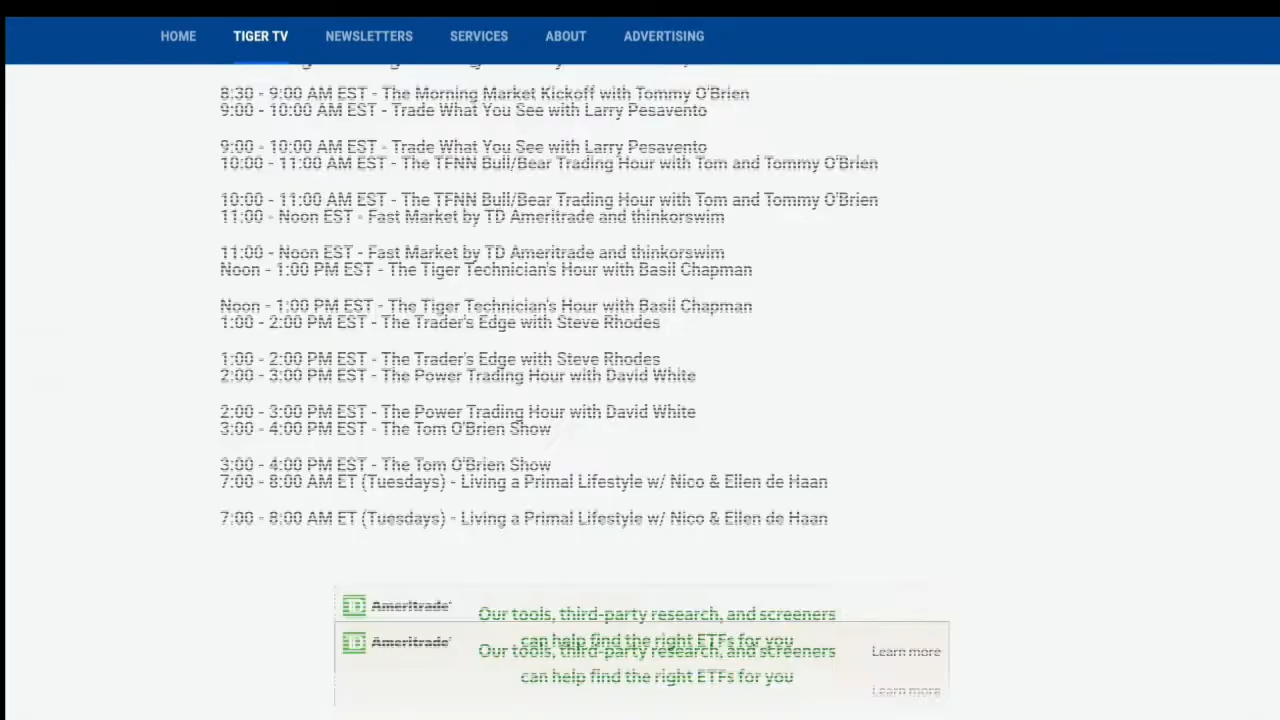 HOME TIGER TV NEWSLETTERS SERVICES ABOUT ADVERTISING
8:30 - 9:00 AM EST - The Morning Market Kickoff with Tommy O'Brien
9:00 - 10:00 AM EST - Trade What You See with Larry Pesavento
9:00 - 10:00 AM EST - Trade What You See with Larry Pesavento
10:00 - 11:00 AM EST - The TFNN Bull/Bear Trading Hour with Tom and Tommy O'Brien
10:00 - 11:00 AM EST - The TFNN Bull/Bear Trading Hour with Tom and Tommy O'Brien
11:00 - Noon EST - Fast Market by TD Ameritrade and thinkorswim
11:00 - Noon EST - Fast Market by TD Ameritrade and thinkorswim
Noon - 1:00 PM EST - The Tiger Technician's Hour with Basil Chapman
Noon - 1:00 PM EST - The Tiger Technician's Hour with Basil Chapman
1:00 - 2:00 PM EST - The Trader's Edge with Steve Rhodes
1:00 - 2:00 PM EST - The Trader's Edge with Steve Rhodes
2:00 - 3:00 PM EST - The Power Trading Hour with David White
2:00 - 3:00 PM EST - The Power Trading Hour with David White
3:00 - 4:00 PM EST - The Tom O'Brien Show
3:00 - 4:00 PM EST - The Tom O'Brien Show
7:00 - 8:00 AM ET (Tuesdays) - Living a Primal Lifestyle w/ Nico & Ellen de Haan
7:00 - 8:00 AM ET (Tuesdays) - Living a Primal Lifestyle w/ Nico & Ellen de Haan
TD Ameritrade
Our tools, third-party research, and screeners
can help find the right ETFs for you
TD Ameritrade
Our tools, third-party research, and screeners
Learn more
can help find the right ETFs for you
Learn more